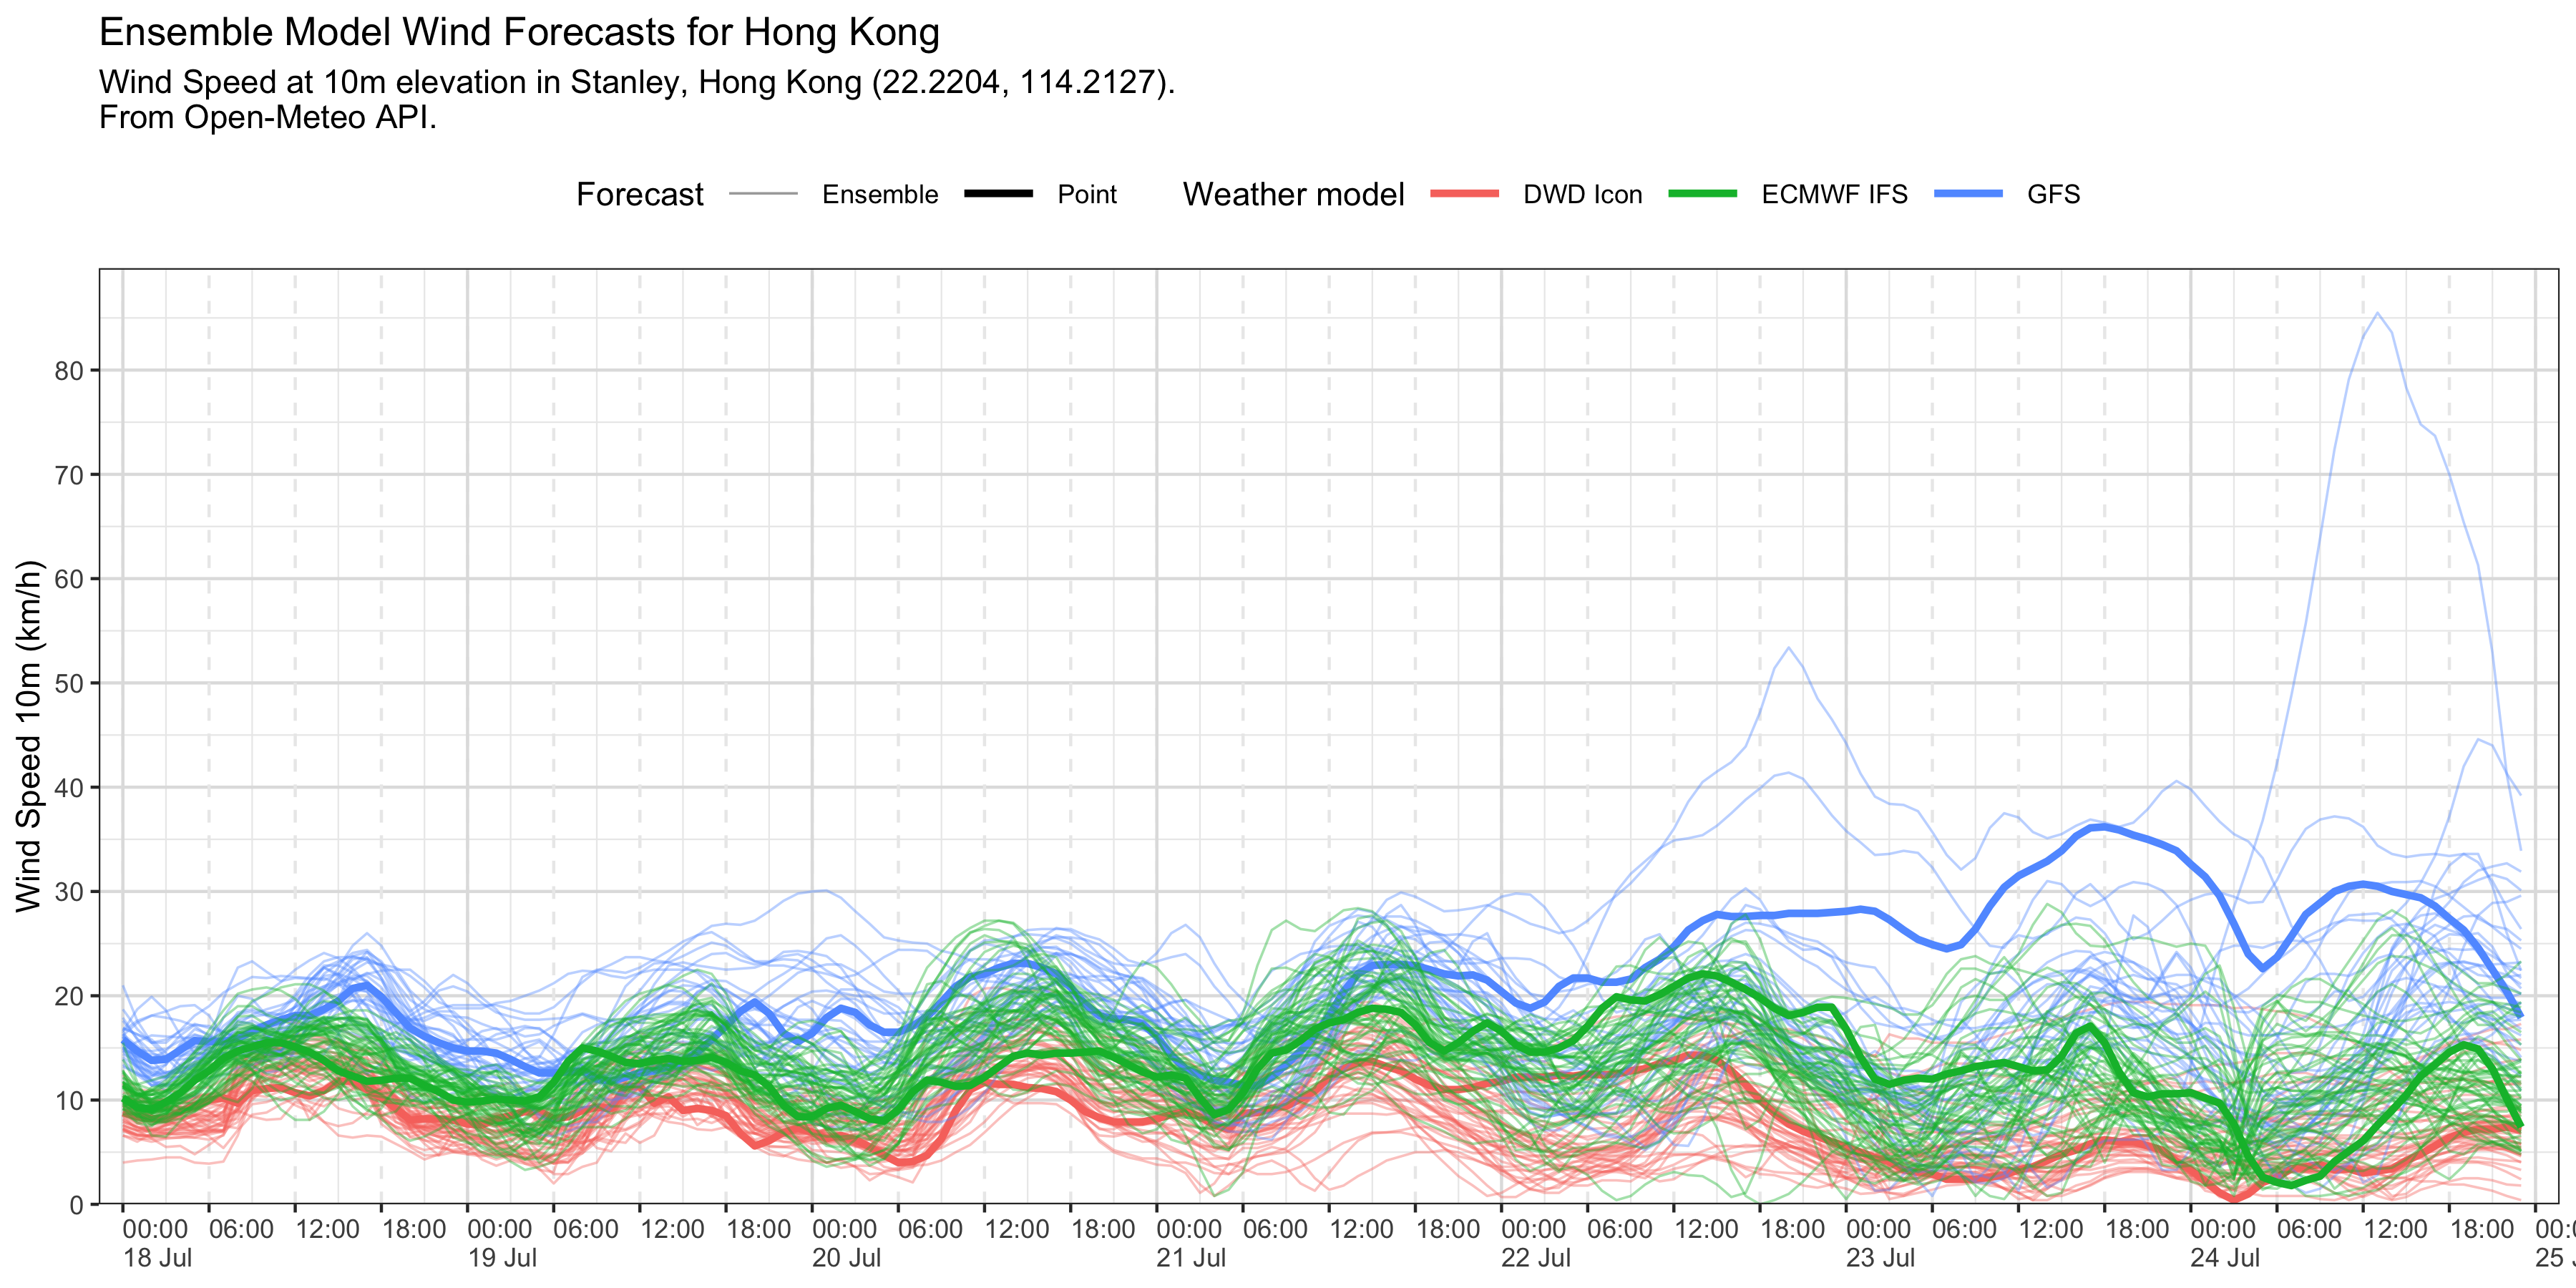 Ensemble Model Wind Forecasts for Hong Kong
Wind Speed at 10m elevation in Stanley, Hong Kong (22.2204, 114.2127).
From Open-Meteo API.
Forecast Ensemble Point Weather model DWD Icon ECMWF IFS GFS
Wind Speed 10m (km/h)
80
70
60
50
40
30
20
10
0
00:00 06:00 12:00 18:00 00:00 06:00 12:00 18:00 00:00 06:00 12:00 18:00 00:00 06:00 12:00 18:00 00:00 06:00 12:00 18:00 00:00 06:00 12:00 18:00 00:00 06:00 12:00 18:00 00:
18 Jul 19 Jul 20 Jul 21 Jul 22 Jul 23 Jul 24 Jul 25